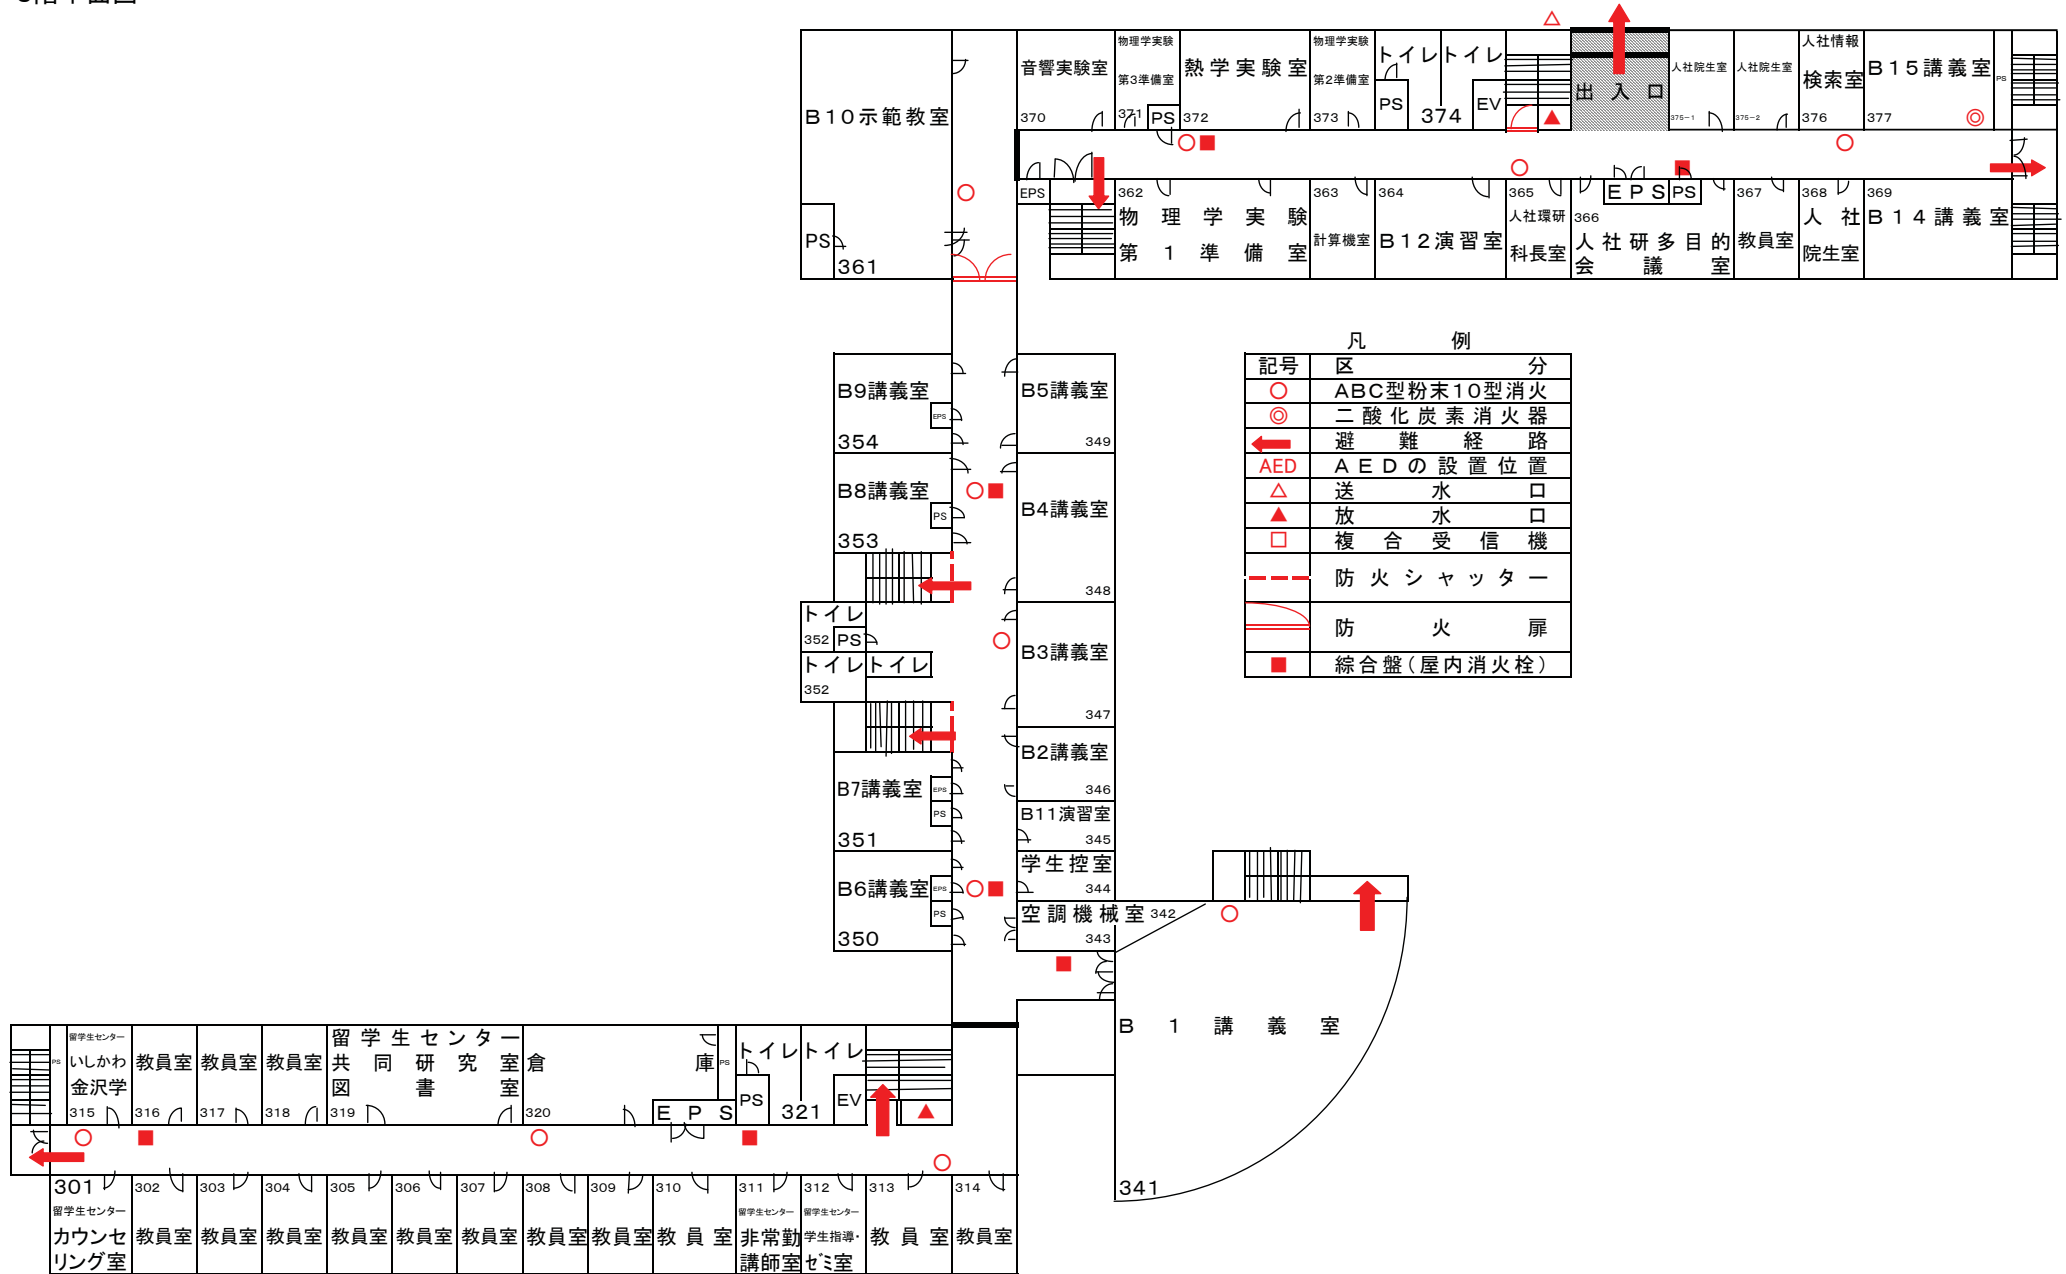 B10示範教室
PS
361
音響実験室
370
物理学実験
第3準備室
371
PS
熱学実験室
372
物理学実験
第2準備室
373
トイレ
トイレ
PS
374
EV
出入口
人社院生室
375-1
人社院生室
375-2
人社情報
検索室
376
B15講義室
377
PS
EPS
362
物理学実験
第1準備室
363
計算機室
364
B12演習室
365
人社環研
科長室
366
人社研多目的
会議室
EPS
PS
367
教員室
368
人社
院生室
369
B14講義室
凡例
記号 区分
ABC型粉末10型消火
二酸化炭素消火器
避難経路
AED AEDの設置位置
送水口
放水口
複合受信機
防火シャッター
防火扉
綜合盤(屋内消火栓)
B9講義室
EPS
354
B5講義室
349
B8講義室
PS
353
B4講義室
348
トイレ
352
PS
トイレ
トイレ
352
B3講義室
347
B2講義室
346
B7講義室
EPS
PS
351
B11演習室
345
学生控室
344
B6講義室
EPS
PS
350
空調機械室
342
343
B1講義室
341
PS
留学生センター
いしかわ
金沢学
315
教員室
316
教員室
317
教員室
318
留学生センター
共同研究室
図書室
319
倉庫
320
PS
EPS
トイレ
トイレ
PS
321
EV
301
留学生センター
カウンセ
リング室
302
教員室
303
教員室
304
教員室
305
教員室
306
教員室
307
教員室
308
教員室
309
教員室
310
教員室
311
留学生センター
非常勤
講師室
312
留学生センター
学生指導・
ゼミ室
313
教員室
314
教員室